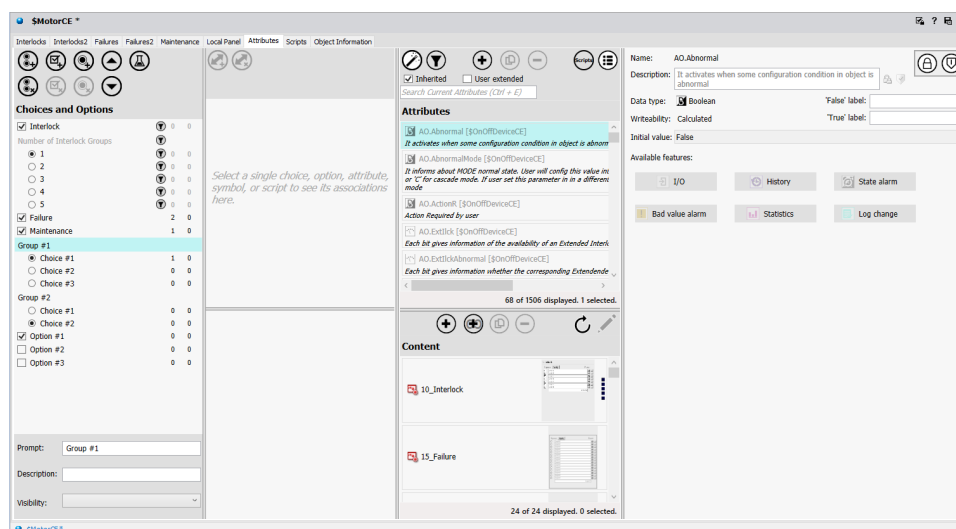 $MotorCE *
Interlocks Interlocks2 Failures Failures2 Maintenance Local Panel Attributes Scripts Object Information
Choices and Options
Interlock 0 0
Number of Interlock Groups
1 0 0
2 0 0
3 0 0
4 0 0
5 0 0
Failure 2 0
Maintenance 1 0
Group #1
Choice #1 1 0
Choice #2 0 0
Choice #3 0 0
Group #2
Choice #1 0 0
Choice #2 0 0
Option #1 0 0
Option #2 0 0
Option #3 0 0
Prompt: Group #1
Description:
Visibility:
Select a single choice, option, attribute,
symbol, or script to see its associations
here.
Scripts
Inherited User extended
Search Current Attributes (Ctrl + E)
Attributes
AO.Abnormal [$OnOffDeviceCE]
It activates when some configuration condition in object is abnorm
AO.AbnormalMode [$OnOffDeviceCE]
It informs about MODE normal state. User will config this value int
or 'C' for cascade mode. If user set this parameter in in a different
mode
AO.ActionR [$OnOffDeviceCE]
Action Required by user
AO.ExtIlck [$OnOffDeviceCE]
Each bit gives information of the availability of an Extended Interlo
AO.ExtIlckAbnormal [$OnOffDeviceCE]
Each bit gives information whether the corresponding Extendende
68 of 1506 displayed. 1 selected.
Content
10_Interlock
15_Failure
24 of 24 displayed. 0 selected.
Name: AO.Abnormal
Description: It activates when some configuration condition in object is
abnormal
Data type: Boolean 'False' label:
Writeability: Calculated 'True' label:
Initial value: False
Available features:
I/O History State alarm
Bad value alarm Statistics Log change
$MotorCE *